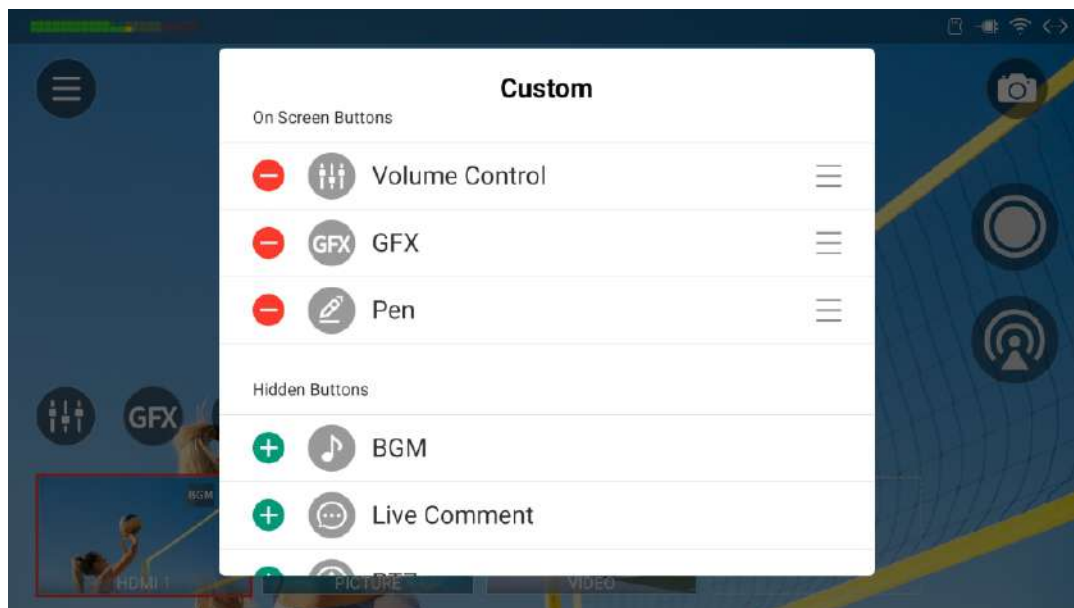 Custom
On Screen Buttons
Volume Control
GFX GFX
Pen
GFX
Hidden Buttons
BGM
BGM
Live Comment
HDMI 1
PICTURE
VIDEO